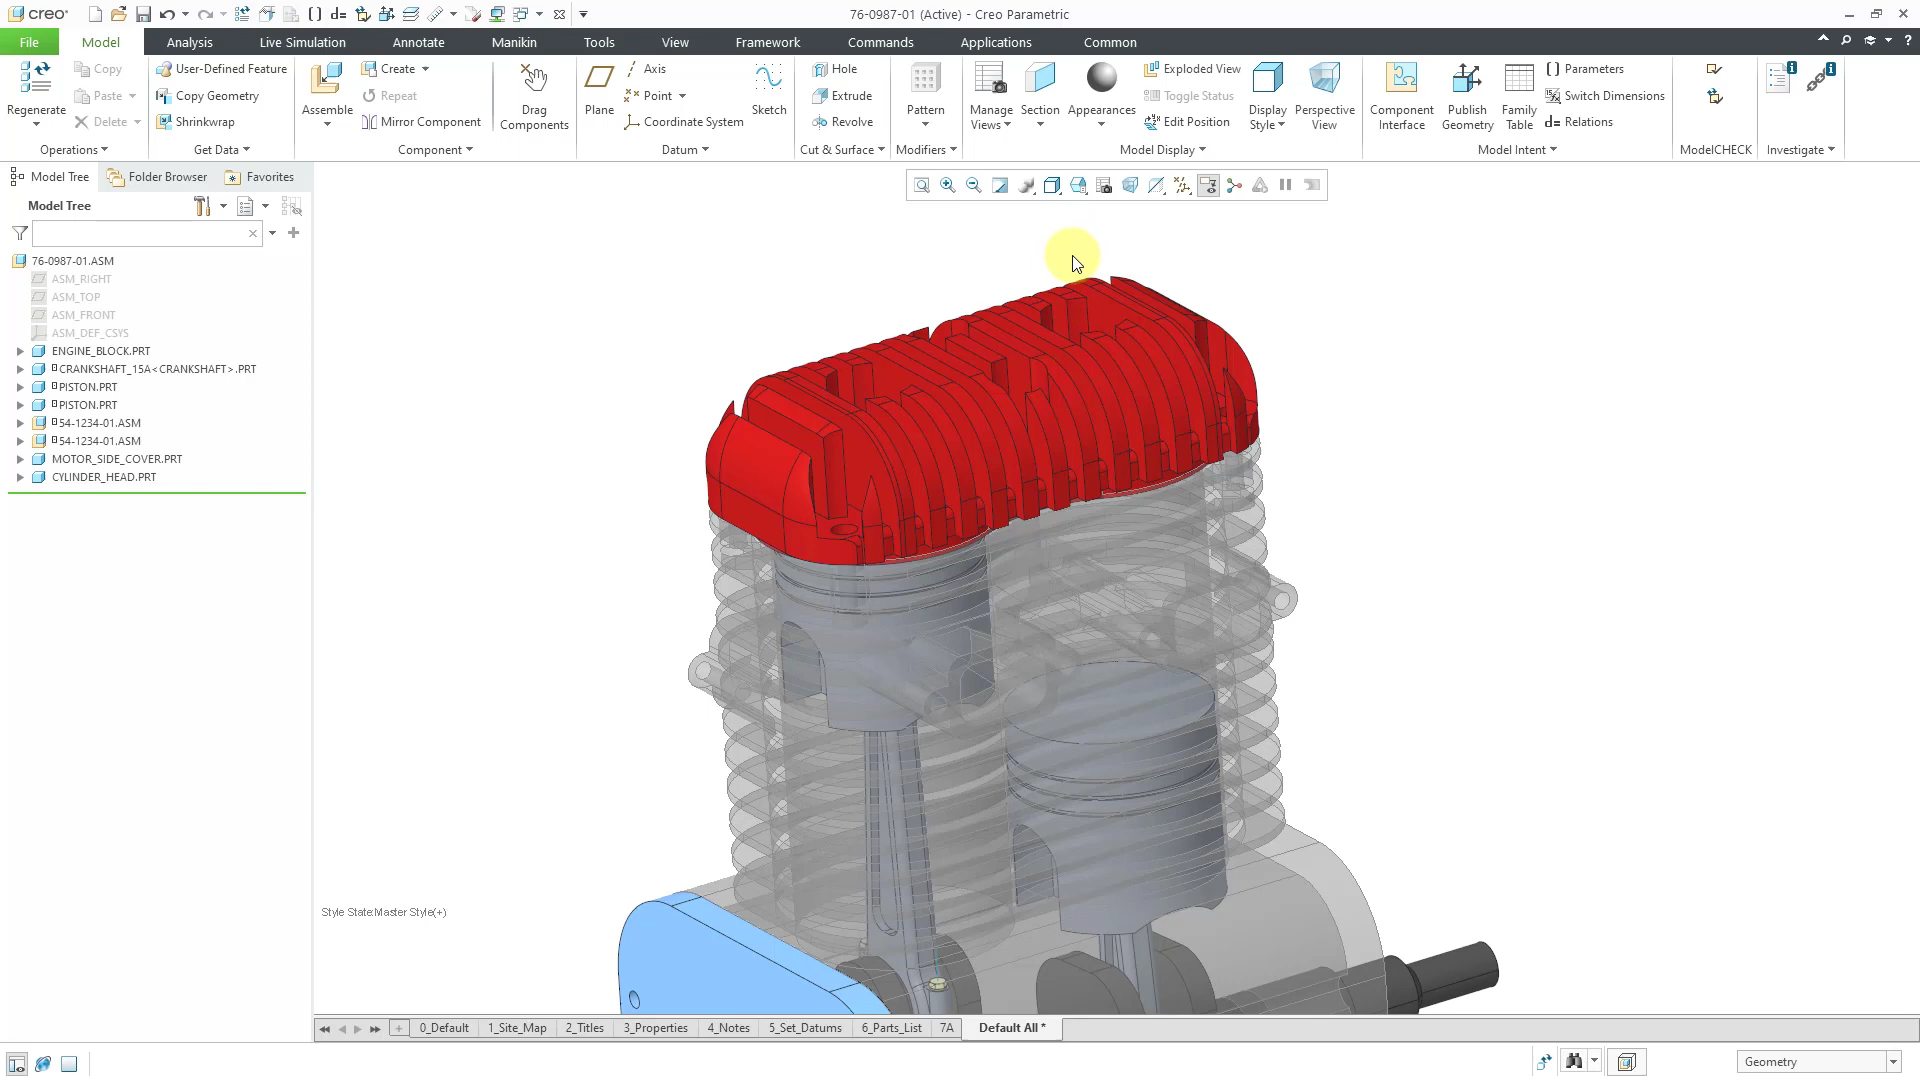 creo
76-0987-01 (Active) - Creo Parametric
File
Model
Analysis
Live Simulation
Annotate
Manikin
Tools
View
Framework
Commands
Applications
Common
Regenerate
Copy
Paste
Delete
Operations
User-Defined Feature
Copy Geometry
Shrinkwrap
Get Data
Assemble
Create
Repeat
Mirror Component
Drag
Components
Component
Plane
Axis
Point
Coordinate System
Sketch
Datum
Hole
Extrude
Revolve
Cut & Surface
Pattern
Modifiers
Manage
Views
Section
Appearances
Exploded View
Toggle Status
Edit Position
Display
Style
Perspective
View
Model Display
Component
Interface
Publish
Geometry
Family
Table
Parameters
Switch Dimensions
d= Relations
Model Intent
ModelCHECK
Investigate
Model Tree
Folder Browser
Favorites
Model Tree
76-0987-01.ASM
ASM_RIGHT
ASM_TOP
ASM_FRONT
ASM_DEF_CSYS
ENGINE_BLOCK.PRT
CRANKSHAFT_15A<CRANKSHAFT>.PRT
PISTON.PRT
PISTON.PRT
54-1234-01.ASM
54-1234-01.ASM
MOTOR_SIDE_COVER.PRT
CYLINDER_HEAD.PRT
Style State:Master Style(+)
0_Default
1_Site_Map
2_Titles
3_Properties
4_Notes
5_Set_Datums
6_Parts_List
7A
Default All *
Geometry